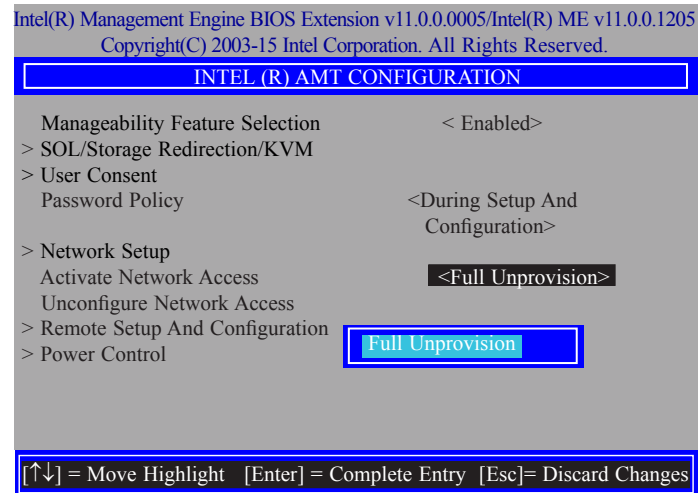 Intel(R) Management Engine BIOS Extension v11.0.0.0005/Intel(R) ME v11.0.0.1205
Copyright(C) 2003-15 Intel Corporation. All Rights Reserved.
INTEL (R) AMT CONFIGURATION
Manageability Feature Selection < Enabled>
> SOL/Storage Redirection/KVM
> User Consent
Password Policy <During Setup And
Configuration>
> Network Setup
Activate Network Access <Full Unprovision>
Unconfigure Network Access
> Remote Setup And Configuration
Full Unprovision
> Power Control
[↑↓] = Move Highlight [Enter] = Complete Entry [Esc]= Discard Changes